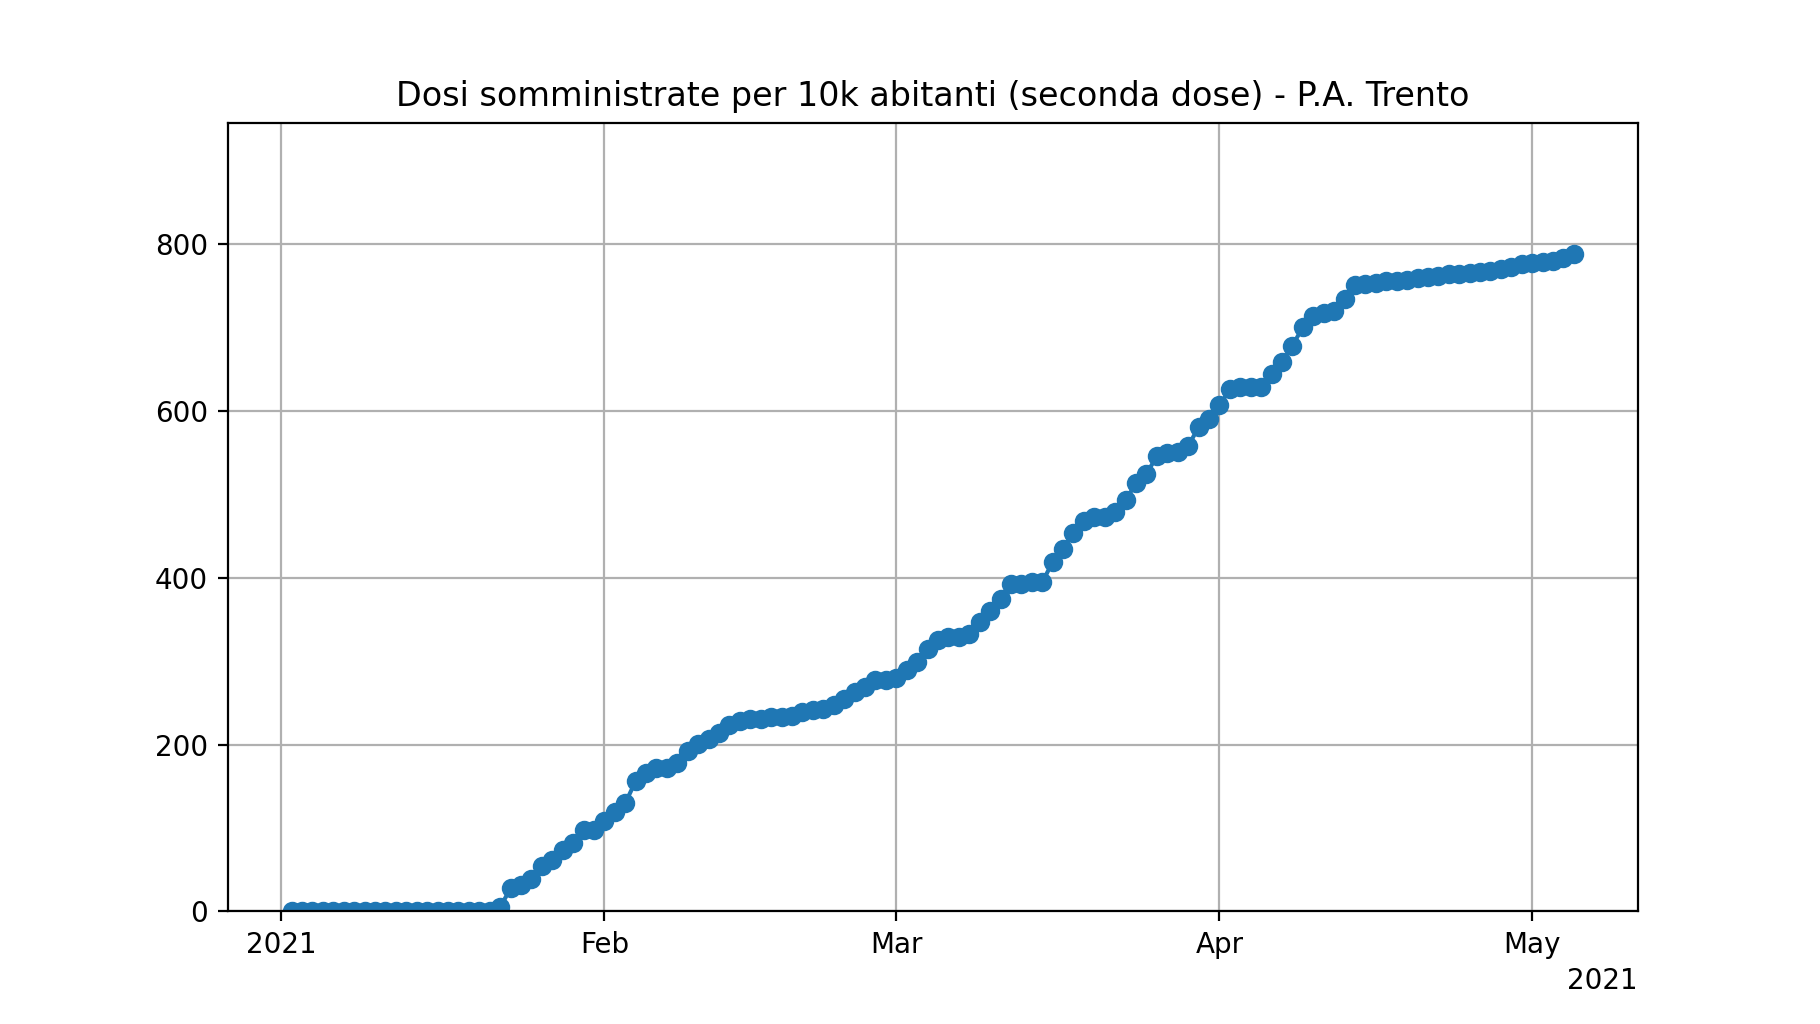 Dosi somministrate per 10k abitanti (seconda dose) - P.A. Trento
800
600
400
200
0
2021
Feb
Mar
Apr
May
2021